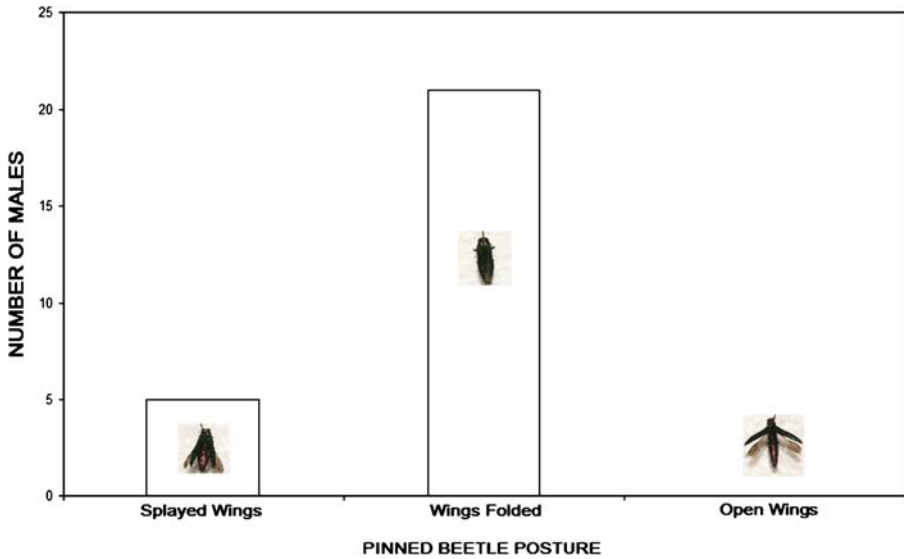 NUMBER OF MALES
25
20
15
10
5
0
Splayed Wings Wings Folded Open Wings
PINNED BEETLE POSTURE